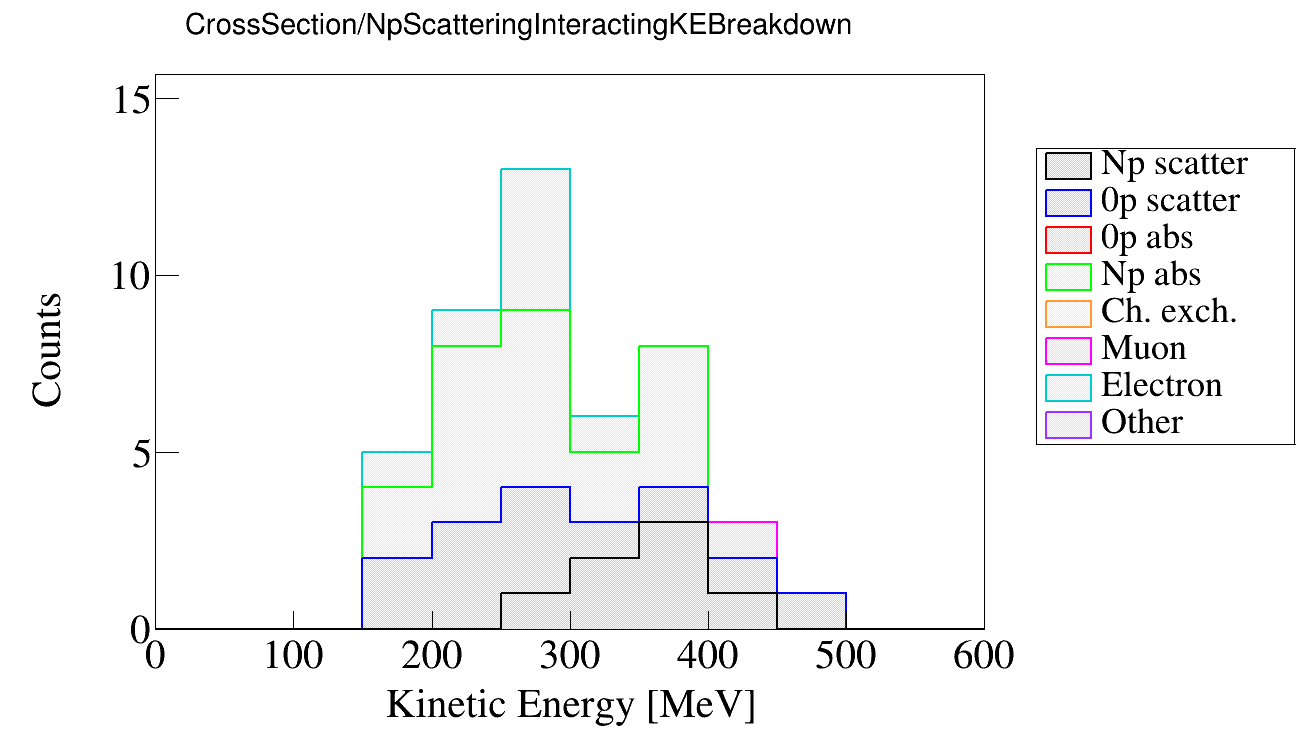 CrossSection/NpScatteringInteractingKEBreakdown
15
10
5
0
Counts
0 100 200 300 400 500 600
Kinetic Energy [MeV]
Np scatter
0p scatter
0p abs
Np abs
Ch. exch.
Muon
Electron
Other